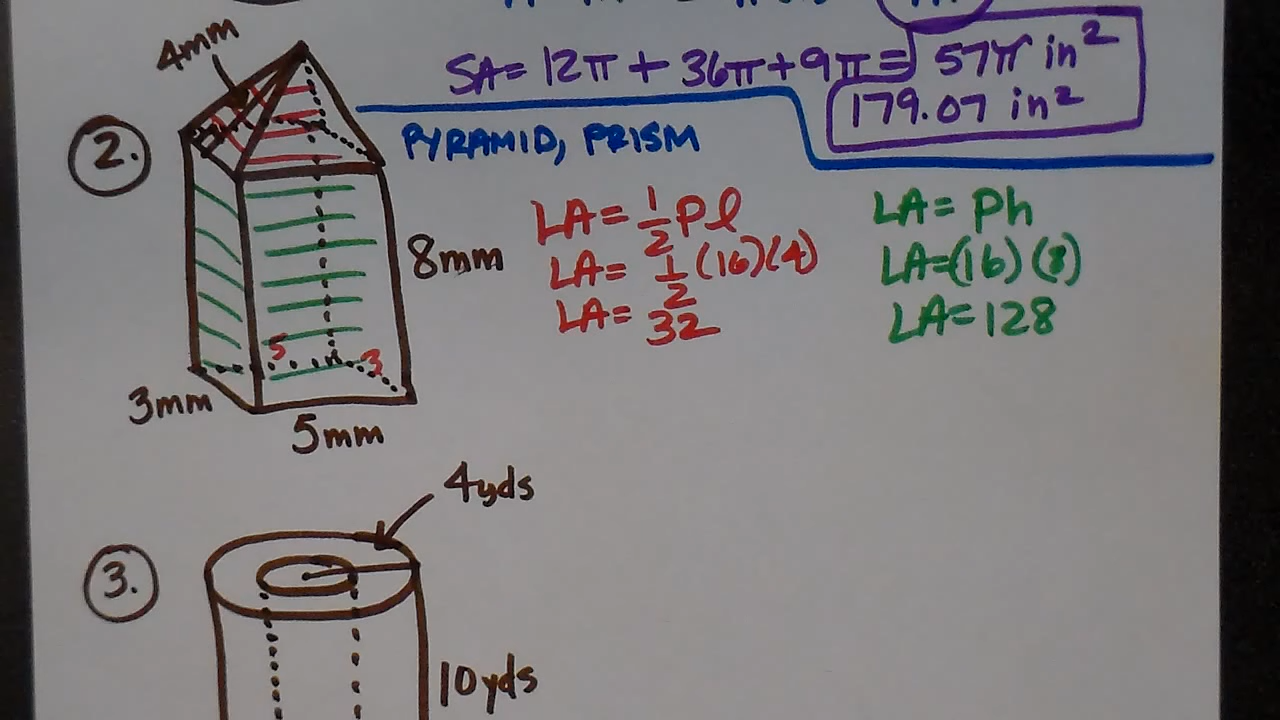 SA = 12π + 36π + 9π = 57π in²
179.07 in²
4mm
2.
PYRAMID, PRISM
LA = 1/2 Pl
LA = 1/2 (16)(4)
LA = 32
LA = Ph
LA = (16)(8)
LA = 128
8mm
5
3
3mm
5mm
4yds
3.
10yds